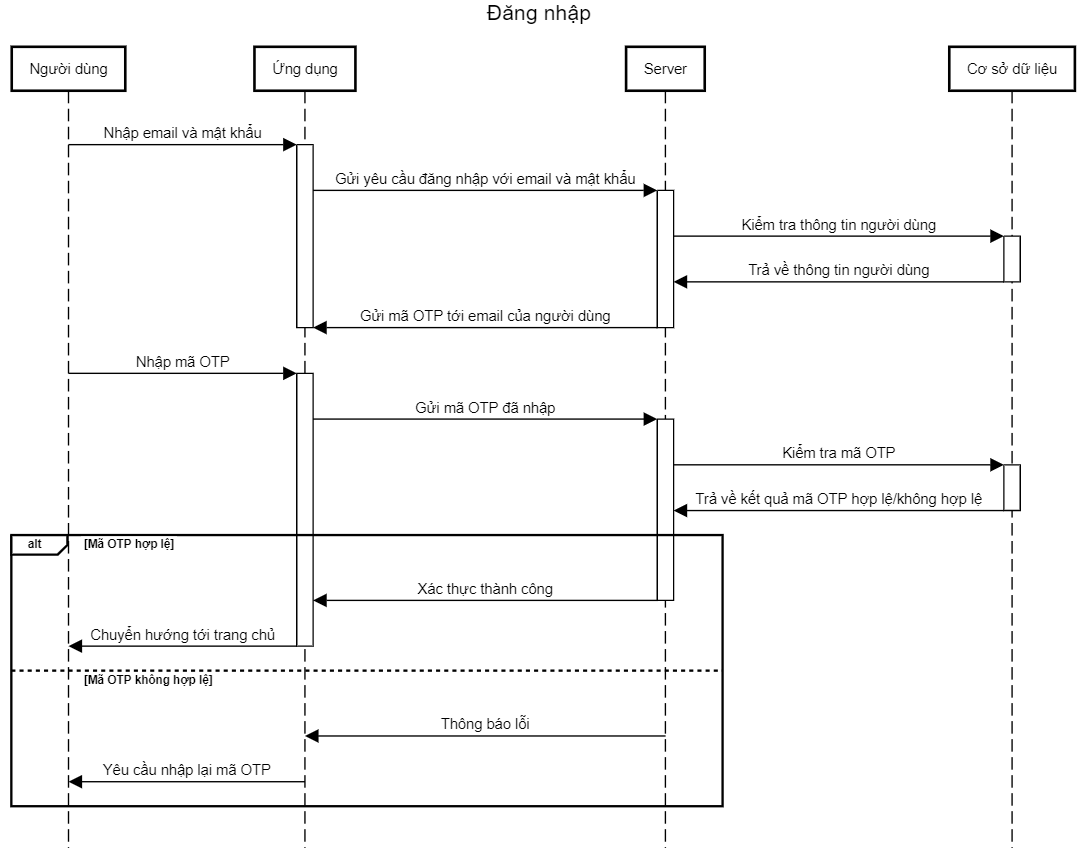 Đăng nhập
Người dùng
Ứng dụng
Server
Cơ sở dữ liệu
Nhập email và mật khẩu
Gửi yêu cầu đăng nhập với email và mật khẩu
Kiểm tra thông tin người dùng
Trả về thông tin người dùng
Gửi mã OTP tới email của người dùng
Nhập mã OTP
Gửi mã OTP đã nhập
Kiểm tra mã OTP
Trả về kết quả mã OTP hợp lệ/không hợp lệ
alt
[Mã OTP hợp lệ]
Xác thực thành công
Chuyển hướng tới trang chủ
[Mã OTP không hợp lệ]
Thông báo lỗi
Yêu cầu nhập lại mã OTP